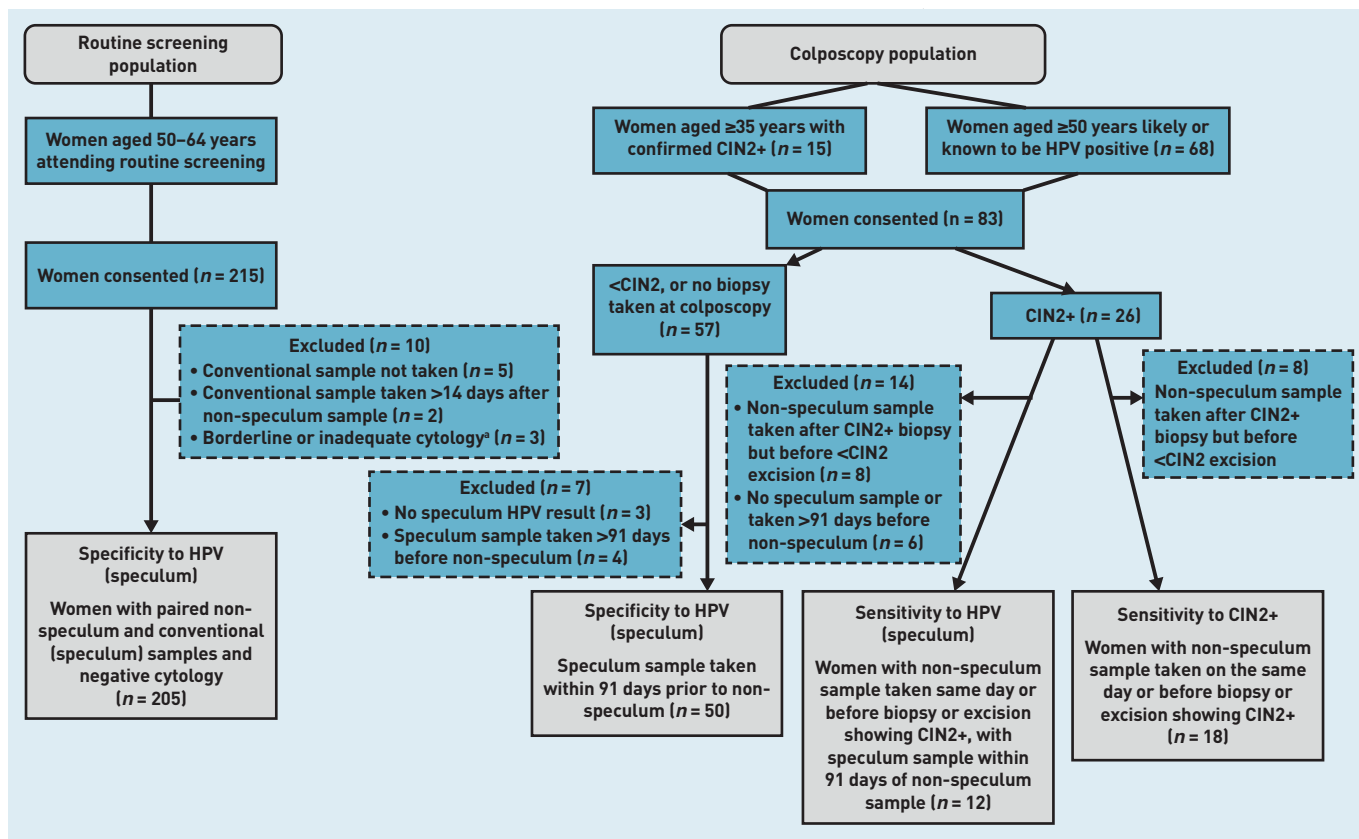 Routine screening
population
Women aged 50–64 years
attending routine screening
Women consented (n = 215)
Excluded (n = 10)
• Conventional sample not taken (n = 5)
• Conventional sample taken >14 days after
non-speculum sample (n = 2)
• Borderline or inadequate cytologyᵃ (n = 3)
Specificity to HPV
(speculum)
Women with paired non-
speculum and conventional
(speculum) samples and
negative cytology
(n = 205)
Colposcopy population
Women aged ≥35 years with
confirmed CIN2+ (n = 15)
Women aged ≥50 years likely or
known to be HPV positive (n = 68)
Women consented (n = 83)
<CIN2, or no biopsy
taken at colposcopy
(n = 57)
CIN2+ (n = 26)
Excluded (n = 7)
• No speculum HPV result (n = 3)
• Speculum sample taken >91 days
before non-speculum (n = 4)
Excluded (n = 14)
• Non-speculum sample
taken after CIN2+ biopsy
but before <CIN2
excision (n = 8)
• No speculum sample or
taken >91 days before
non-speculum (n = 6)
Excluded (n = 8)
Non-speculum sample
taken after CIN2+
biopsy but before
<CIN2 excision
Specificity to HPV
(speculum)
Speculum sample taken
within 91 days prior to non-
speculum (n = 50)
Sensitivity to HPV
(speculum)
Women with non-speculum
sample taken same day or
before biopsy or excision
showing CIN2+, with
speculum sample within
91 days of non-speculum
sample (n = 12)
Sensitivity to CIN2+
Women with non-speculum
sample taken on the same
day or before biopsy or
excision showing CIN2+
(n = 18)